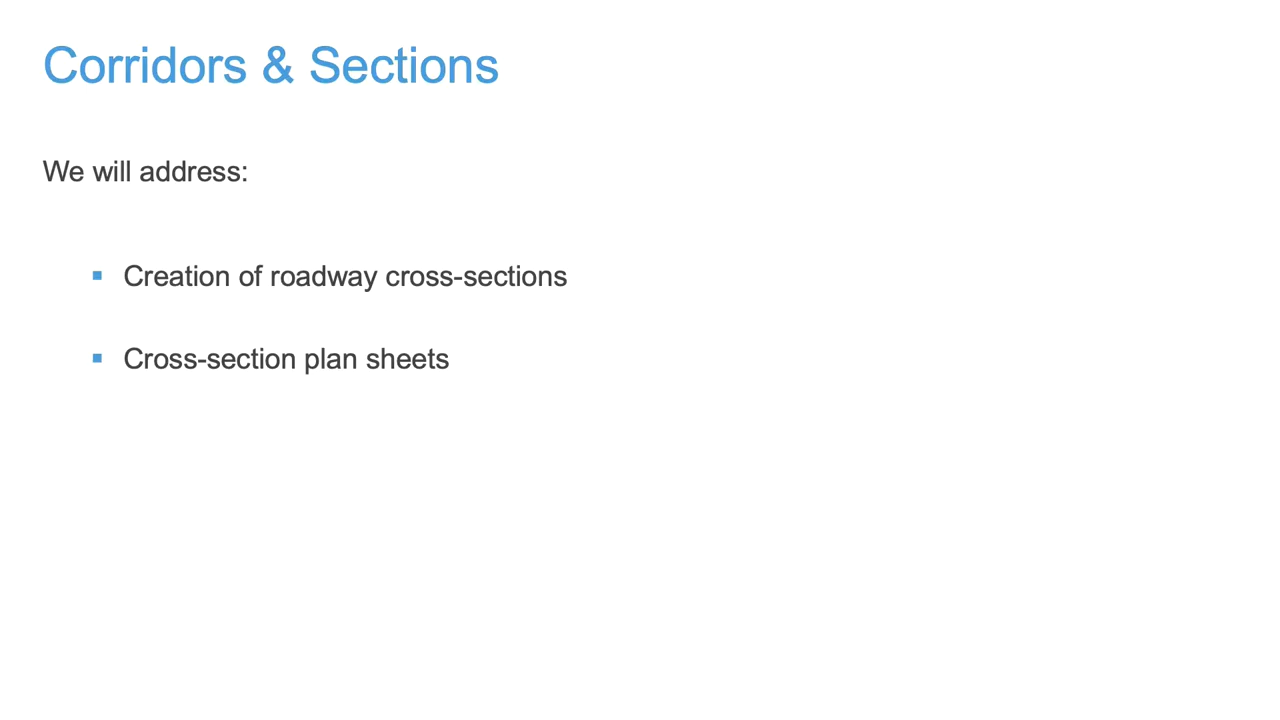 Corridors & Sections
We will address:
▪ Creation of roadway cross-sections
▪ Cross-section plan sheets